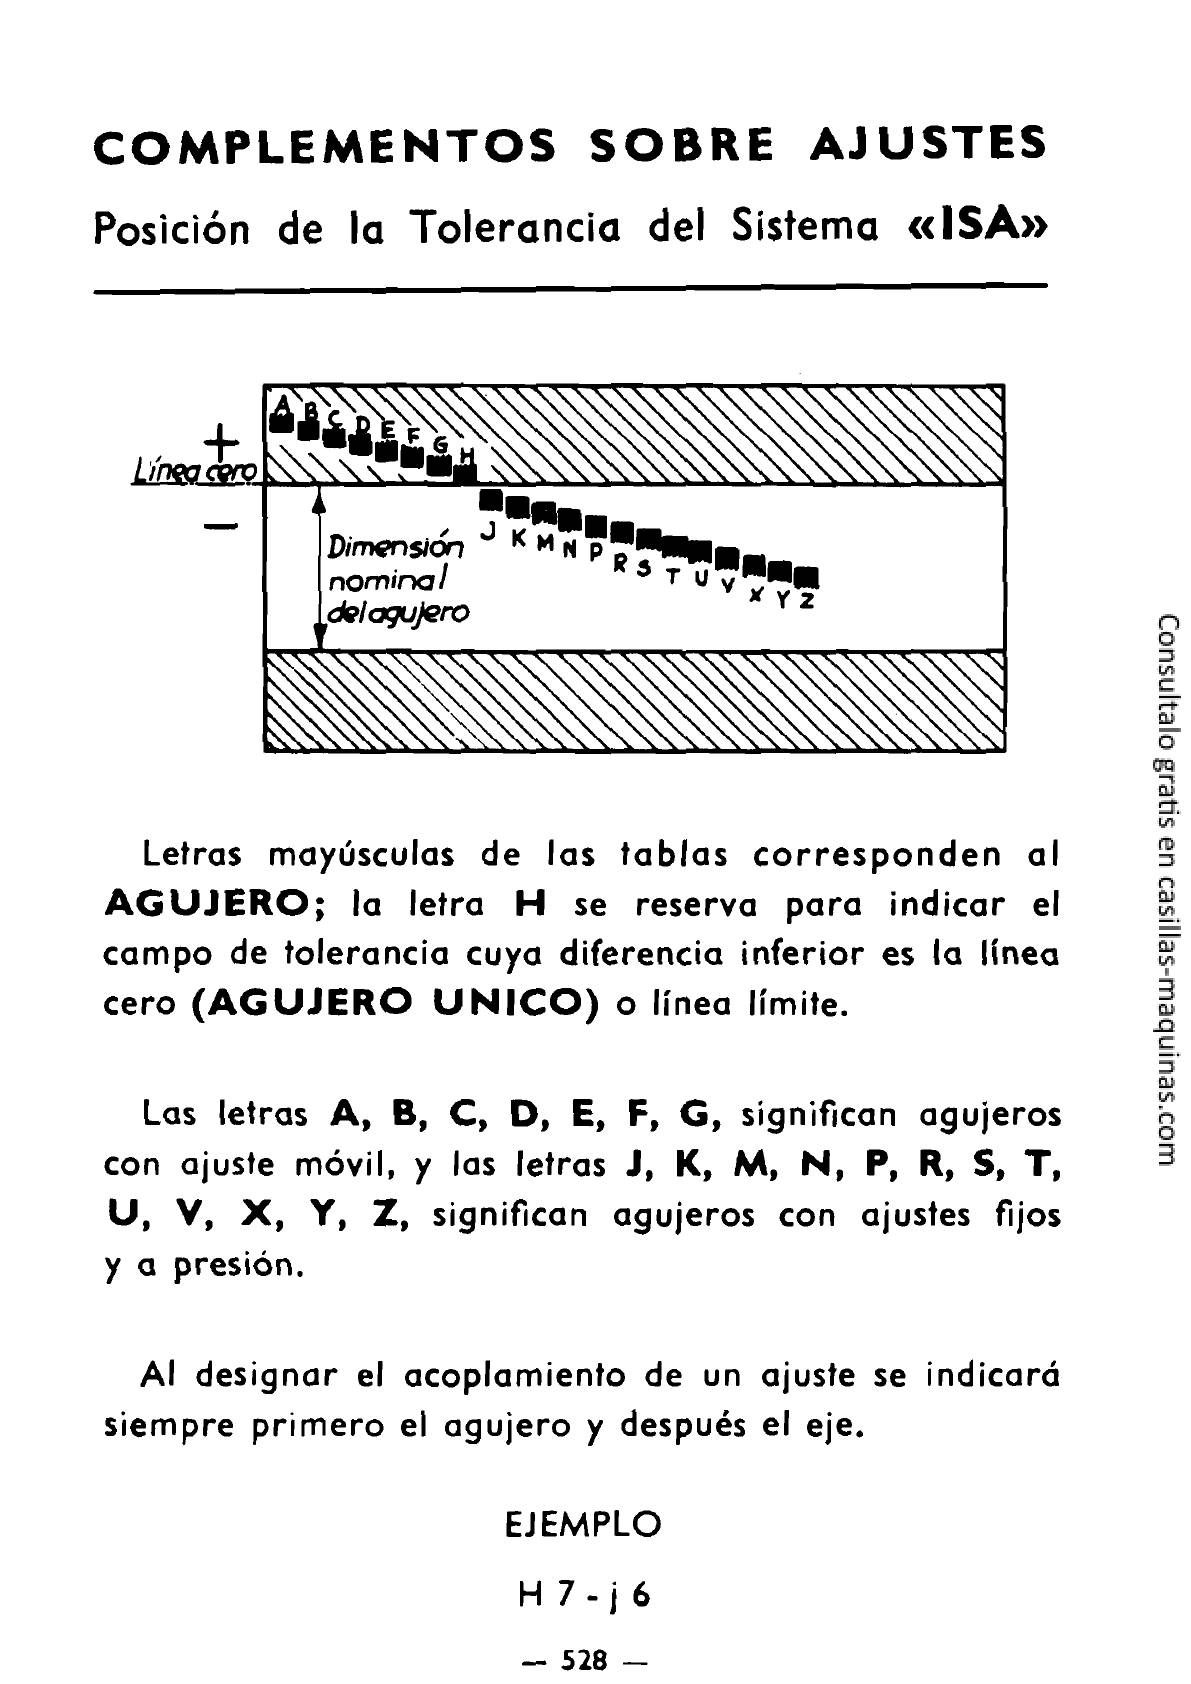 COMPLEMENTOS SOBRE AJUSTES
Posición de la Tolerancia del Sistema «ISA»
A B C D E F G H
+
Línea cero
–
J K M N P R S T U V X Y Z
Dimensión
nominal
del agujero
Letras mayúsculas de las tablas corresponden al
AGUJERO; la letra H se reserva para indicar el
campo de tolerancia cuya diferencia inferior es la línea
cero (AGUJERO UNICO) o línea límite.
Las letras A, B, C, D, E, F, G, significan agujeros
con ajuste móvil, y las letras J, K, M, N, P, R, S, T,
U, V, X, Y, Z, significan agujeros con ajustes fijos
y a presión.
Al designar el acoplamiento de un ajuste se indicará
siempre primero el agujero y después el eje.
EJEMPLO
H 7 - j 6
— 528 —
Consultalo gratis en casillas-maquinas.com